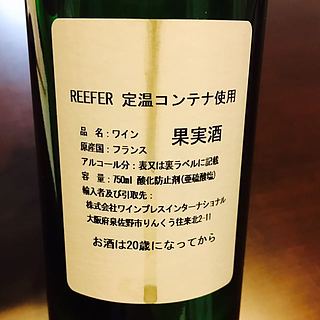 REEFER 定温コンテナ使用
品 名:ワイン 果実酒
原産国:フランス
アルコール分:表又は裏ラベルに記載
容 量:750ml 酸化防止剤(亜硫酸塩)
輸入者及び引取先:
株式会社ワインプレスインターナショナル
大阪府泉佐野市りんくう往来北2-11
お酒は20歳になってから